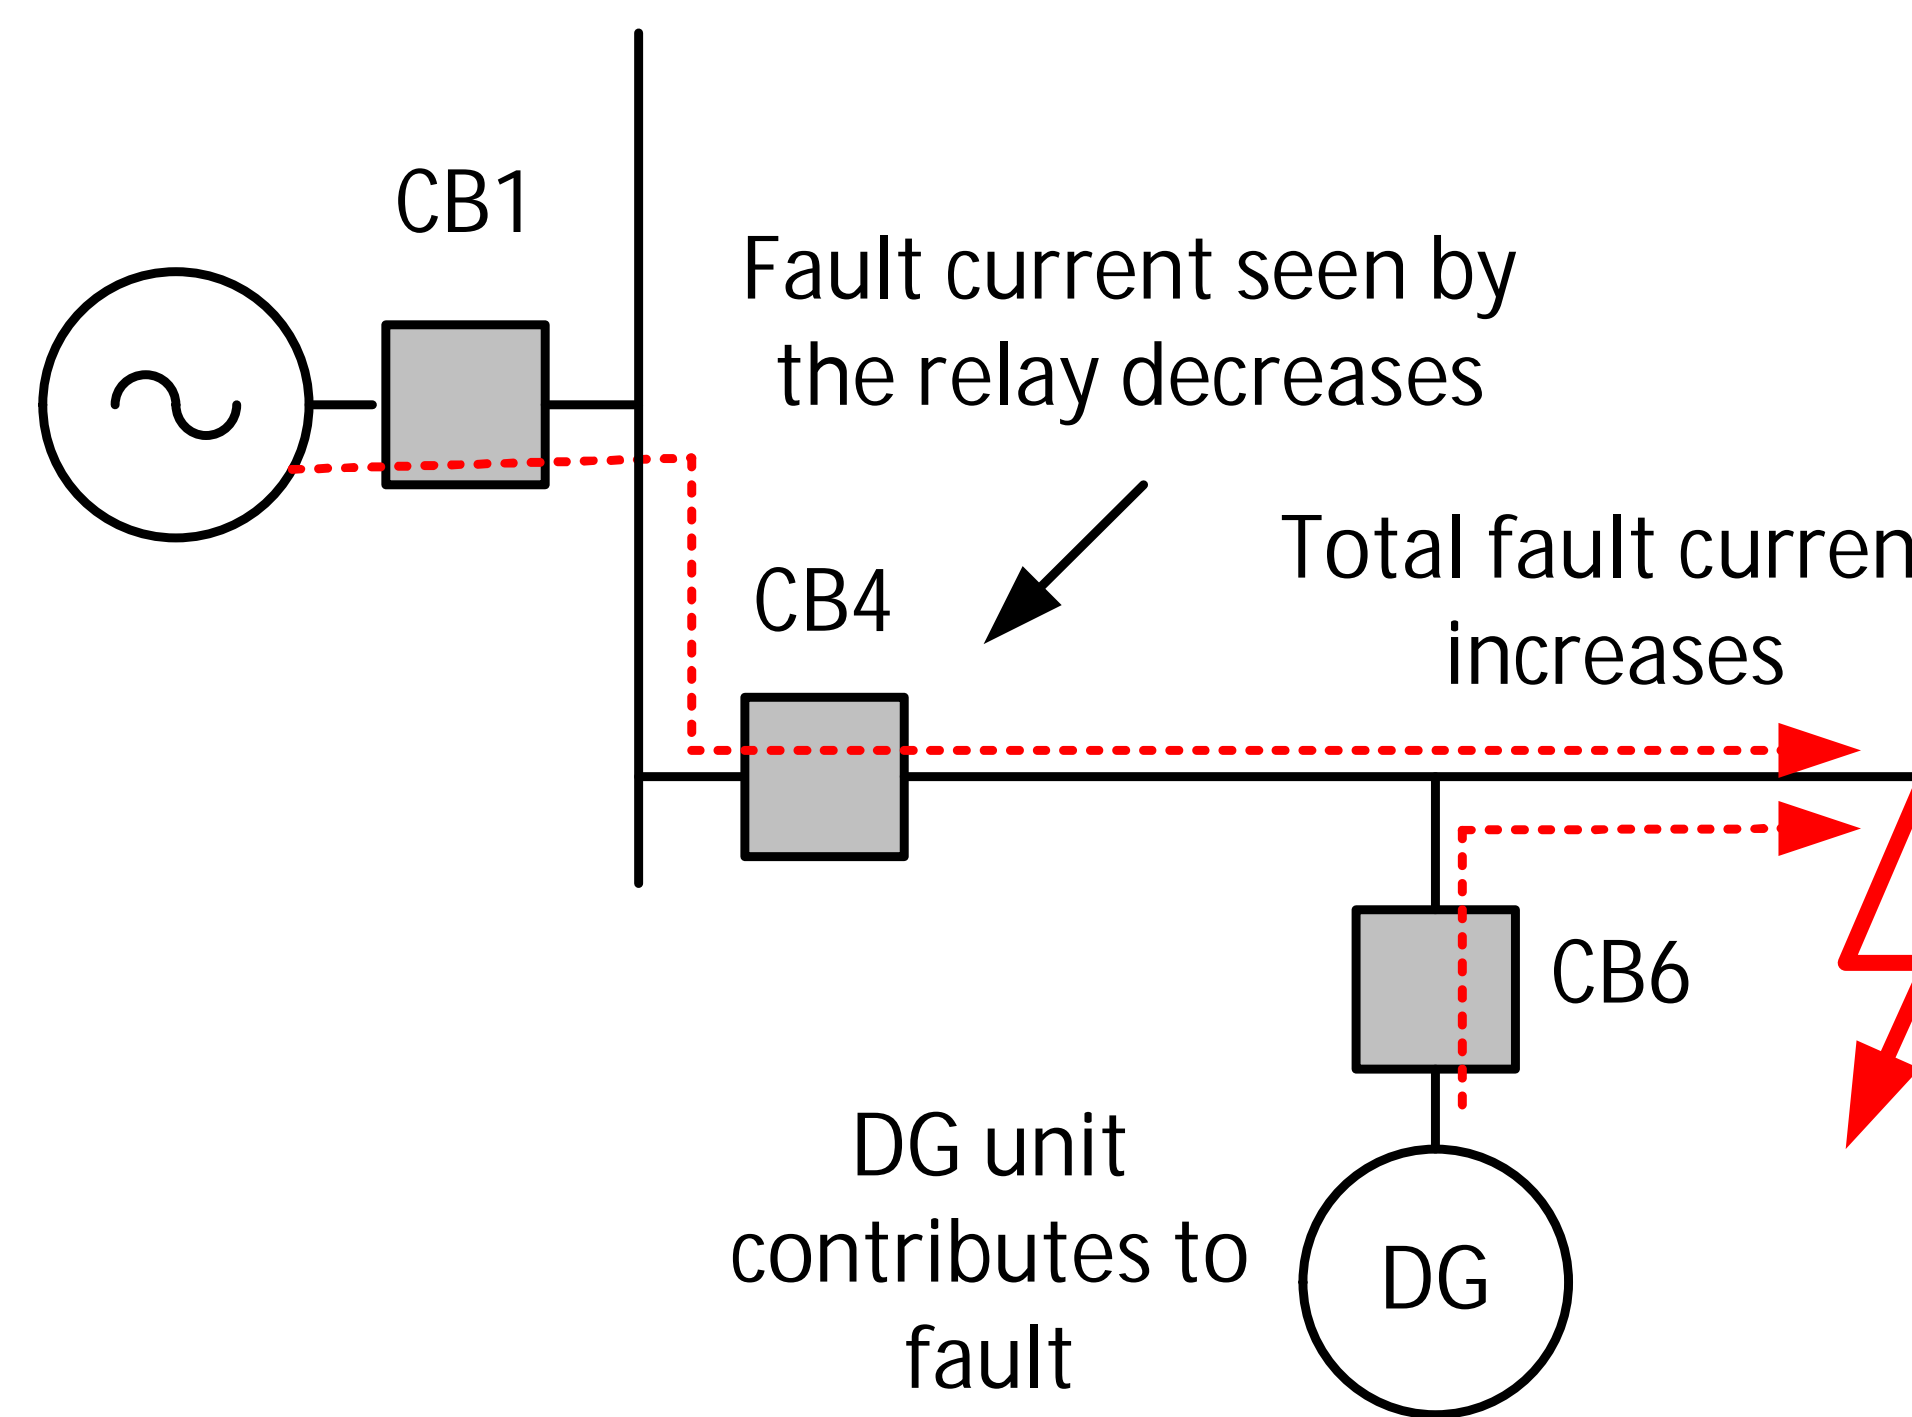 CB1
Fault current seen by
the relay decreases
Total fault curren
increases
CB4
CB6
DG unit
contributes to
fault
DG